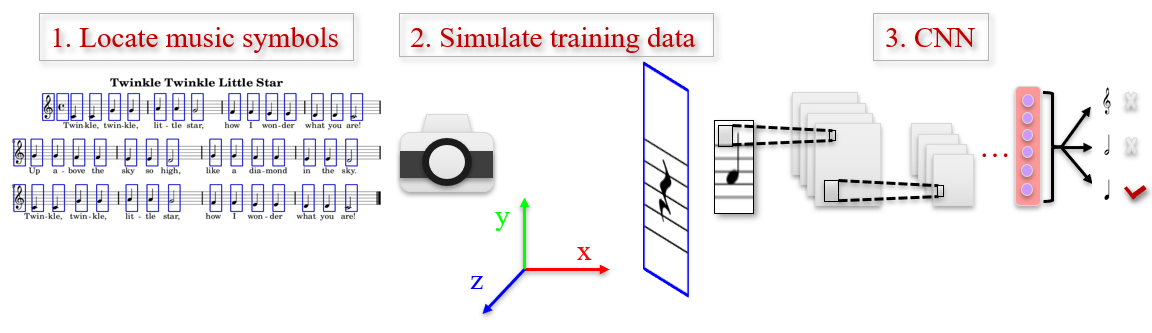 1. Locate music symbols
2. Simulate training data
3. CNN
Twinkle Twinkle Little Star
Twin-kle, twin-kle, lit - tle star, how I won-der what you are!
Up a-bove the sky so high, like a dia-mond in the sky.
Twin-kle, twin-kle, lit - tle star, how I won-der what you are!
y
x
z
...
x
x